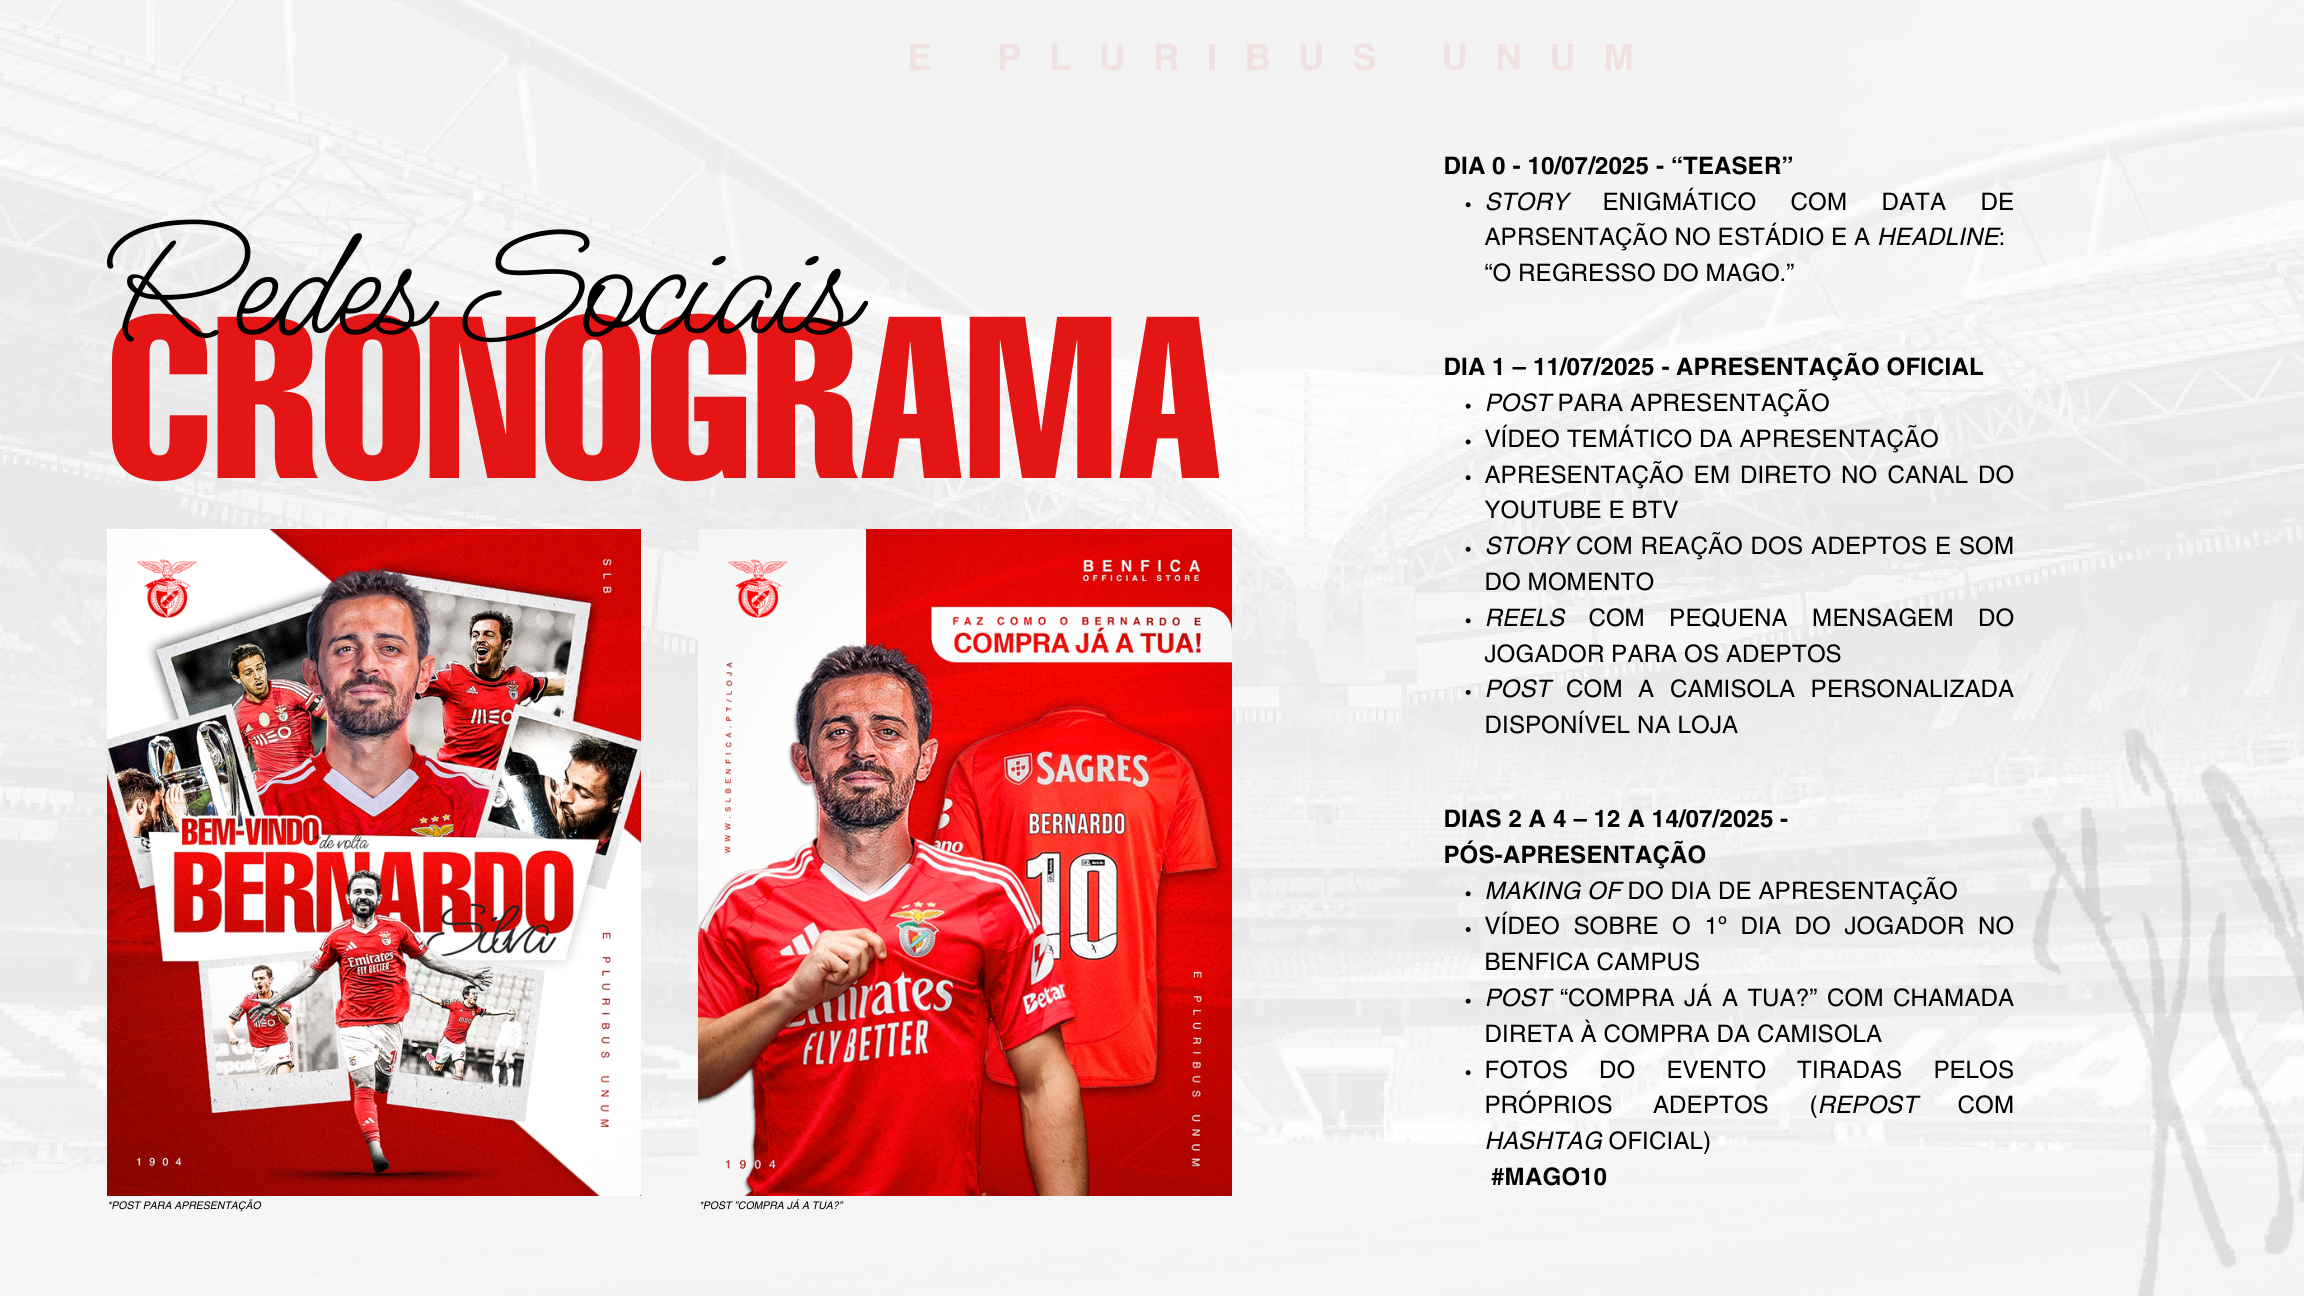 E PLURIBUS UNUM
Redes Sociais
CRONOGRAMA
SLB
MEO
MEO
BEM-VINDO
de volta
BERNARDO
Silva
Emirates
FLY BETTER
MEO
E PLURIBUS UNUM
1904
*POST PARA APRESENTAÇÃO
BENFICA
OFFICIAL STORE
FAZ COMO O BERNARDO E
COMPRA JÁ A TUA!
WWW.SLBENFICA.PT/LOJA
SAGRES
BERNARDO
10
ano
Emirates
FLY BETTER
Betano
E PLURIBUS UNUM
1904
*POST "COMPRA JÁ A TUA?"
DIA 0 - 10/07/2025 - “TEASER”
• STORY ENIGMÁTICO COM DATA DE
APRSENTAÇÃO NO ESTÁDIO E A HEADLINE:
“O REGRESSO DO MAGO.”
DIA 1 – 11/07/2025 - APRESENTAÇÃO OFICIAL
• POST PARA APRESENTAÇÃO
• VÍDEO TEMÁTICO DA APRESENTAÇÃO
• APRESENTAÇÃO EM DIRETO NO CANAL DO
YOUTUBE E BTV
• STORY COM REAÇÃO DOS ADEPTOS E SOM
DO MOMENTO
• REELS COM PEQUENA MENSAGEM DO
JOGADOR PARA OS ADEPTOS
• POST COM A CAMISOLA PERSONALIZADA
DISPONÍVEL NA LOJA
DIAS 2 A 4 – 12 A 14/07/2025 -
PÓS-APRESENTAÇÃO
• MAKING OF DO DIA DE APRESENTAÇÃO
• VÍDEO SOBRE O 1º DIA DO JOGADOR NO
BENFICA CAMPUS
• POST “COMPRA JÁ A TUA?” COM CHAMADA
DIRETA À COMPRA DA CAMISOLA
• FOTOS DO EVENTO TIRADAS PELOS
PRÓPRIOS ADEPTOS (REPOST COM
HASHTAG OFICIAL)
#MAGO10